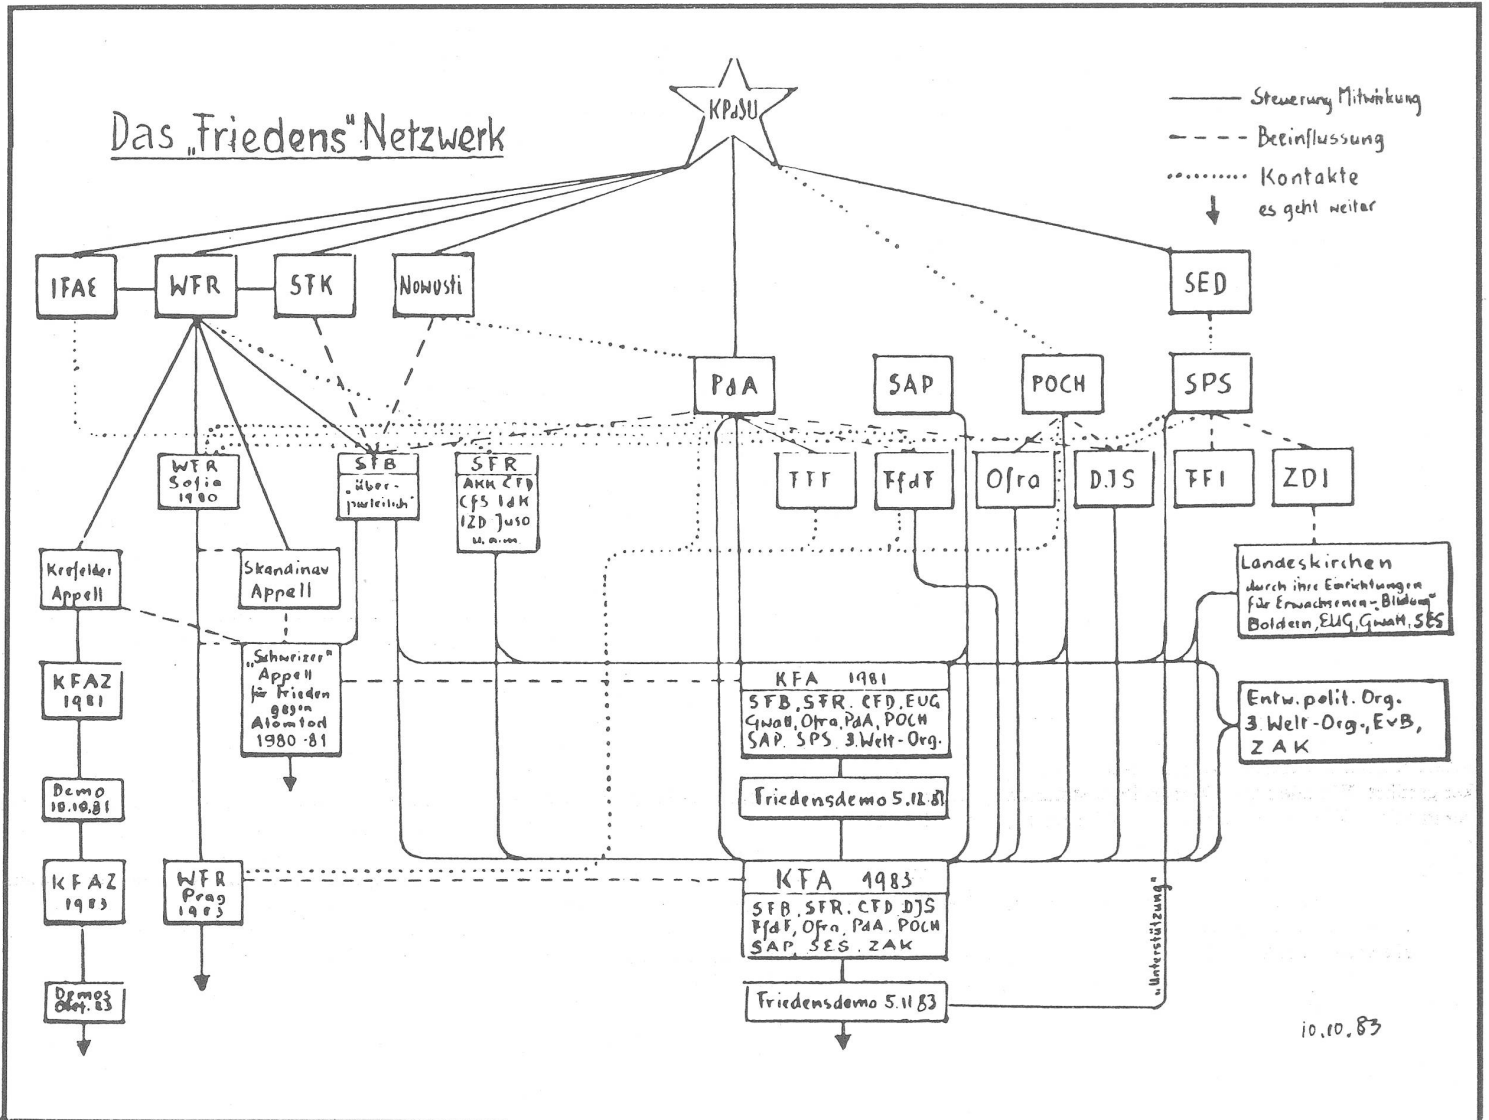 Das „Friedens" Netzwerk
KPdSU
Steuerung Mitwirkung
Beeinflussung
Kontakte
es geht weiter
IFAE
WFR
SFK
Nowosti
SED
PdA
SAP
POCH
SPS
WFR
Sofia
1980
SFB
„über-
parteilich"
SFR
AKK CFD
CfS IdK
IZD Juso
u.a.m.
FFF
FfdF
Ofra
DJS
FFI
ZDI
Krefelder
Appell
Skandinav
Appell
Landeskirchen
durch ihre Einrichtungen
für Erwachsenen-Bildung"
Boldern, EUG, Gwatt, SES
„Schweizer"
Appell
für Frieden
gegen
Atomtod
1980-81
KFAZ
1981
KFA 1981
SFB, SFR. CFD, EUG
Gwatt, Ofra, PdA, POCH
SAP. SPS. 3.Welt-Org.
Entw. polit. Org.
3.Welt-Org., EvB,
ZAK
Demo
10.10.81
Friedensdemo 5.12.81
KFAZ
1983
WFR
Prag
1983
KFA 1983
SFB, SFR. CFD DJS
FfdF, Ofra, PdA. POCH
SAP, SES. ZAK
„Unterstützung"
Demos
Okt. 83
Friedensdemo 5.11 83
10.10.83